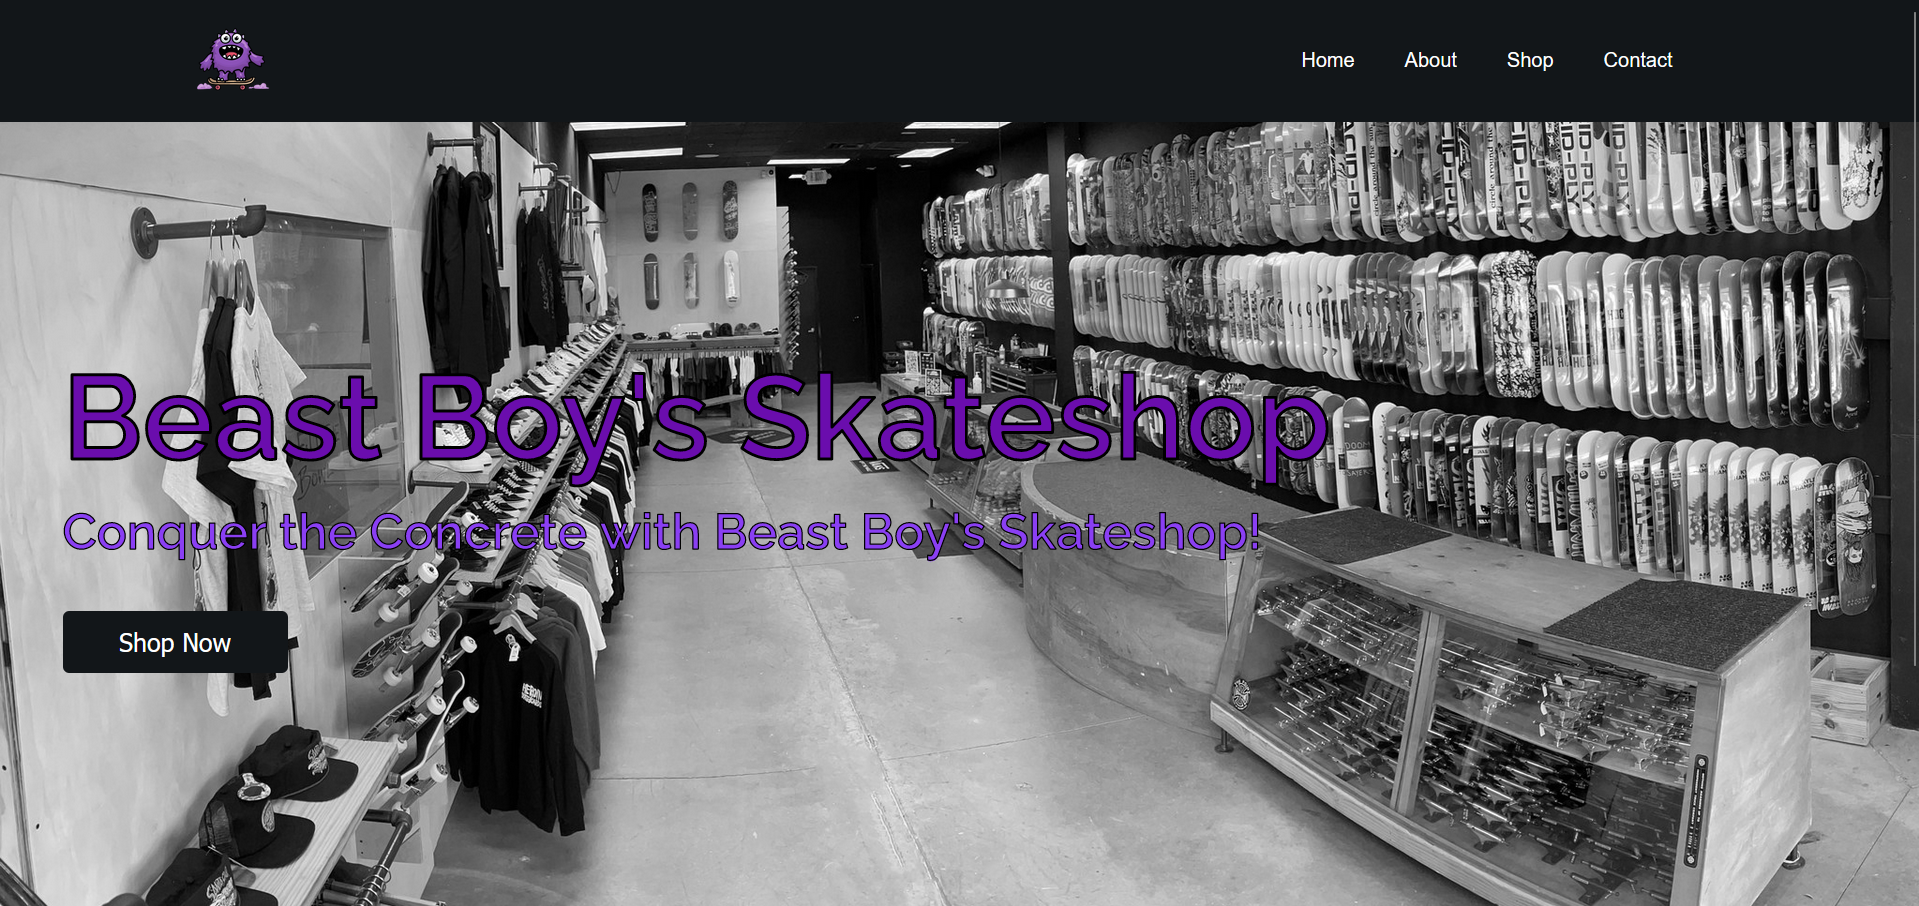 Home About Shop Contact
Beast Boy's Skateshop
Conquer the Concrete with Beast Boy's Skateshop!
Shop Now